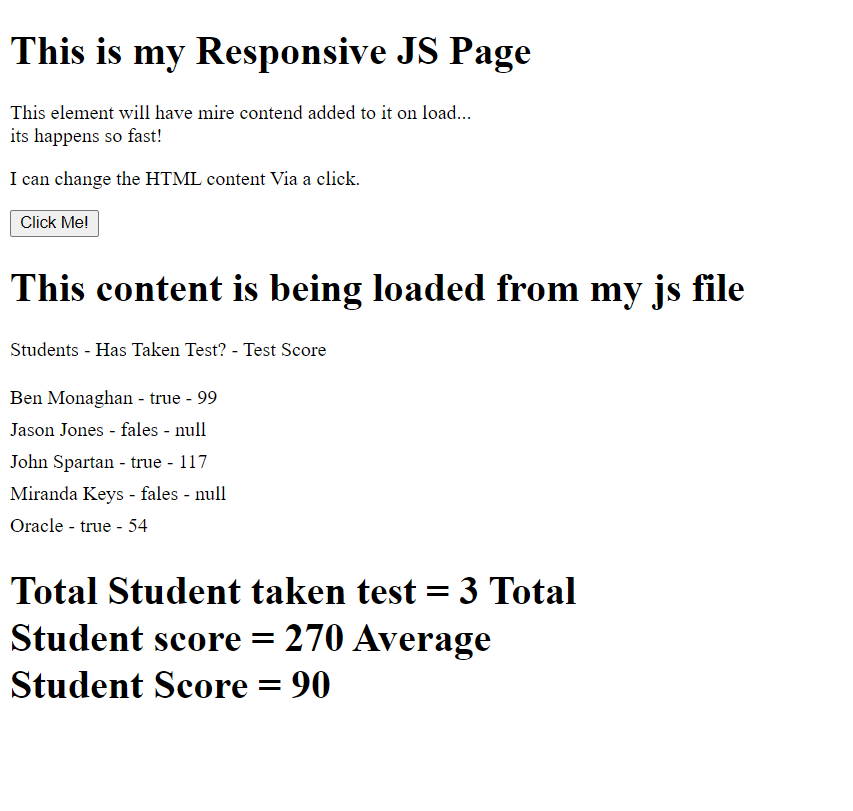 This is my Responsive JS Page
This element will have mire contend added to it on load...
its happens so fast!
I can change the HTML content Via a click.
Click Me!
This content is being loaded from my js file
Students - Has Taken Test? - Test Score
Ben Monaghan - true - 99
Jason Jones - fales - null
John Spartan - true - 117
Miranda Keys - fales - null
Oracle - true - 54
Total Student taken test = 3 Total
Student score = 270 Average
Student Score = 90